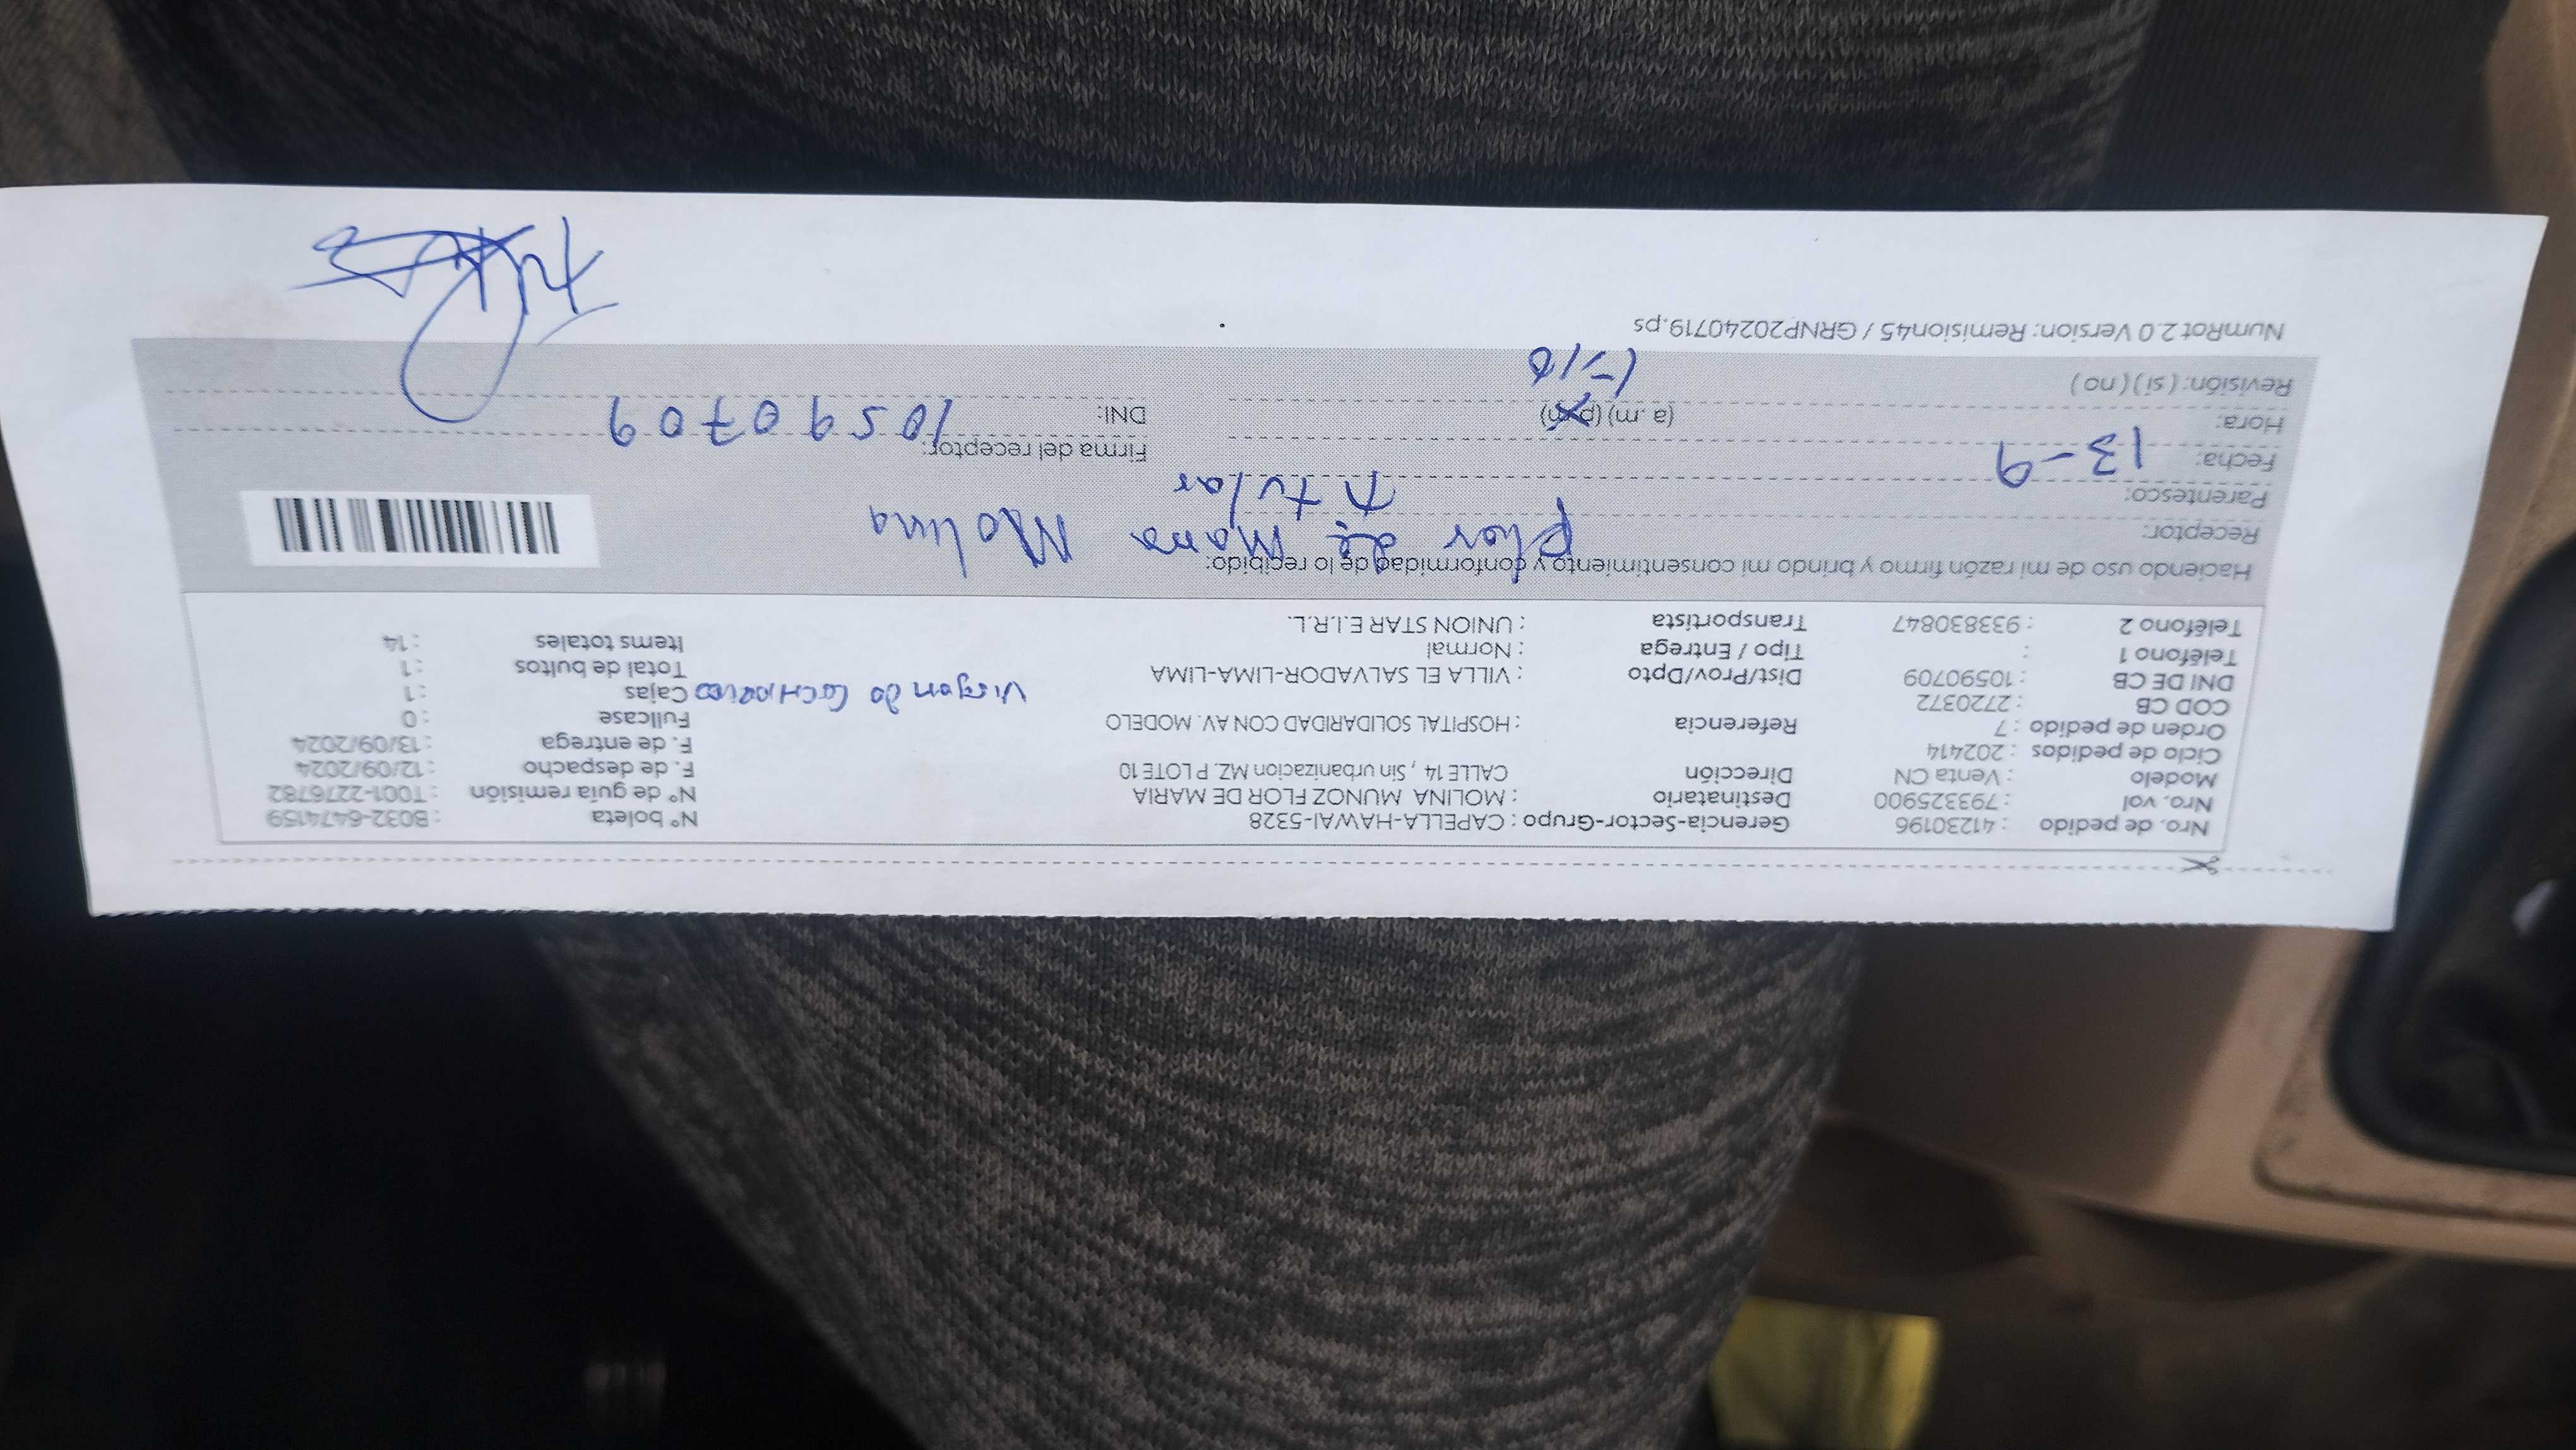 Nro. de pedido : 41230196 Gerencia-Sector-Grupo : CAPELLA-HAWAI-5328 Nº boleta : B032-6474159
Nro. vol : 793325900 Destinatario : MOLINA MUNOZ FLOR DE MARIA Nº de guía remisión : T001-2276782
Modelo : Venta CN Dirección CALLE 14 , Sin urbanizacion MZ. P LOTE 10 F. de despacho : 12/09/2024
Ciclo de pedidos : 202414 F. de entrega : 13/09/2024
Orden de pedido : 7 Referencia : HOSPITAL SOLIDARIDAD CON AV. MODELO Fullcase : 0
COD CB : 2720372 Cajas : 1
DNI DE CB : 10590709 Dist/Prov/Dpto : VILLA EL SALVADOR-LIMA-LIMA Total de bultos : 1
Teléfono 1 : Tipo / Entrega : Normal Items totales : 14
Teléfono 2 : 933830847 Transportista : UNION STAR E.I.R.L.
Haciendo uso de mi razón firmo y brindo mi consentimiento y conformidad de lo recibido:
Receptor: Flor de Maria Molina
Parentesco: titular
Fecha: 13-9 Firma del receptor:
Hora: (a .m) (p.m) DNI: 10590709
Revisión: ( si ) ( no ) 1=10
NumRot 2.0 Version: Remision45 / GRNP20240719.ps